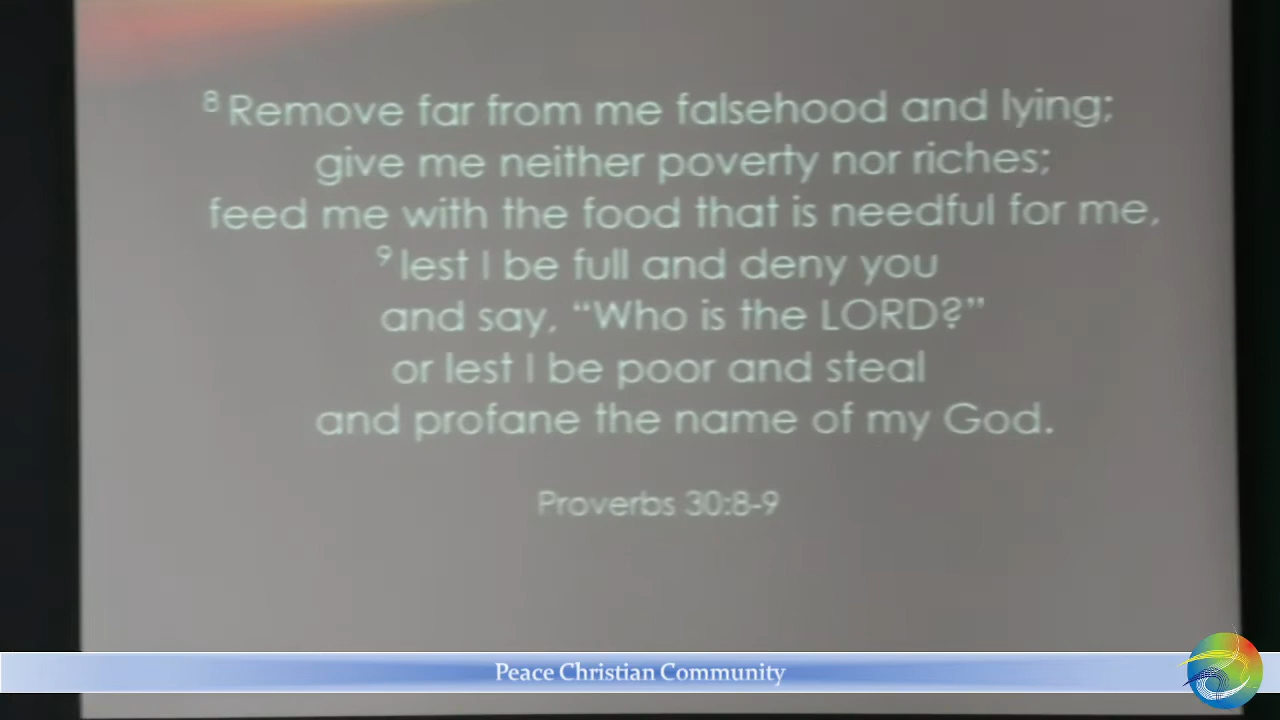 8 Remove far from me falsehood and lying;
give me neither poverty nor riches;
feed me with the food that is needful for me,
9 lest I be full and deny you
and say, “Who is the LORD?”
or lest I be poor and steal
and profane the name of my God.
Proverbs 30:8-9
Peace Christian Community